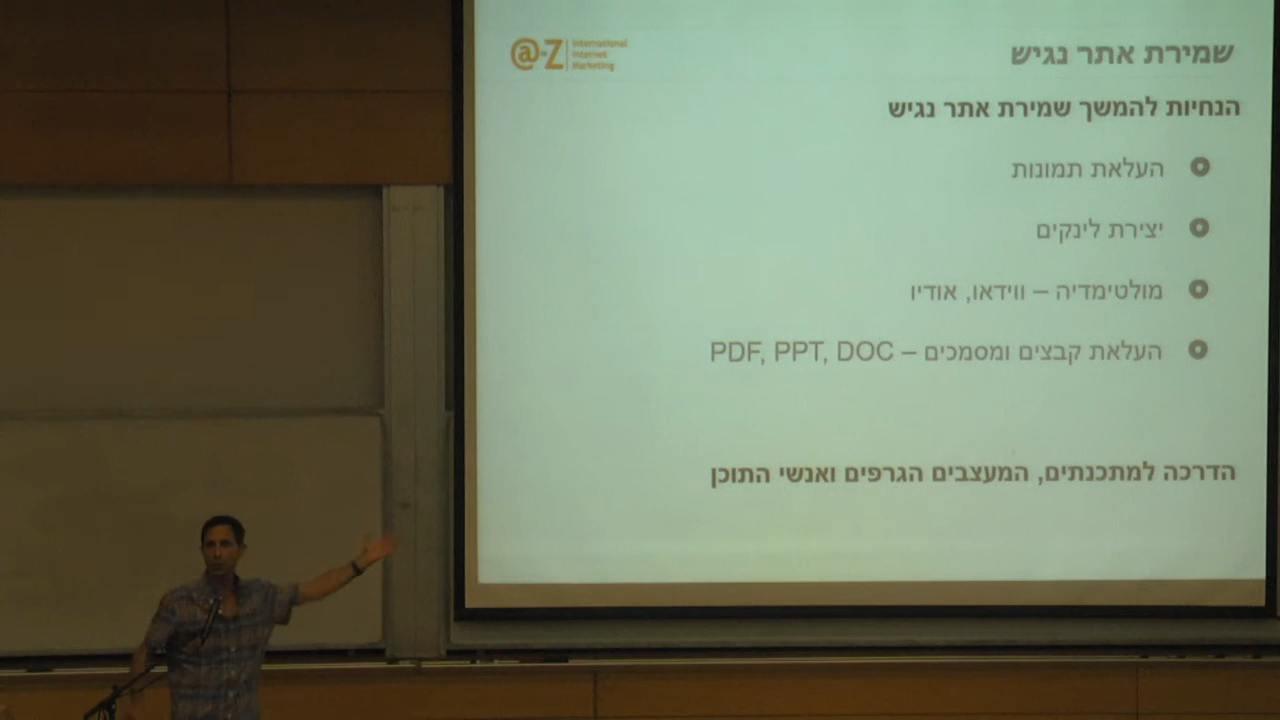 שמירת אתר נגיש
@-Z
International
Internet
Marketing
הנחיות להמשך שמירת אתר נגיש
העלאת תמונות
יצירת לינקים
מולטימדיה – ווידאו, אודיו
העלאת קבצים ומסמכים – PDF, PPT, DOC
הדרכה למתכנתים, המעצבים הגרפים ואנשי התוכן